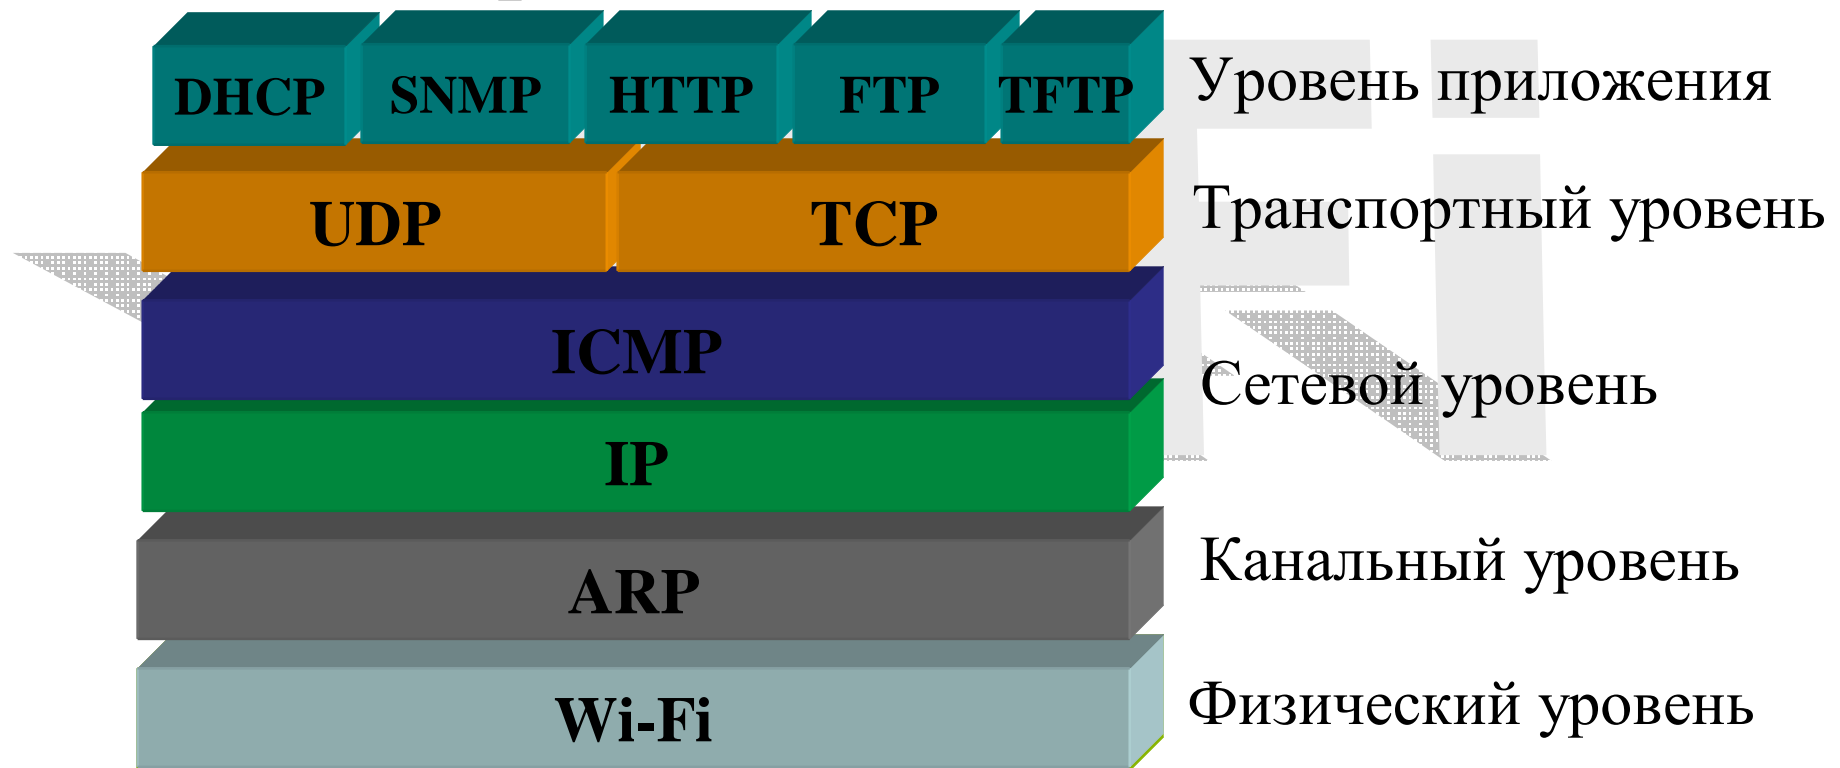 DHCP SNMP HTTP FTP TFTP Уровень приложения
UDP TCP Транспортный уровень
ICMP
Сетевой уровень
IP
ARP Канальный уровень
Wi-Fi Физический уровень